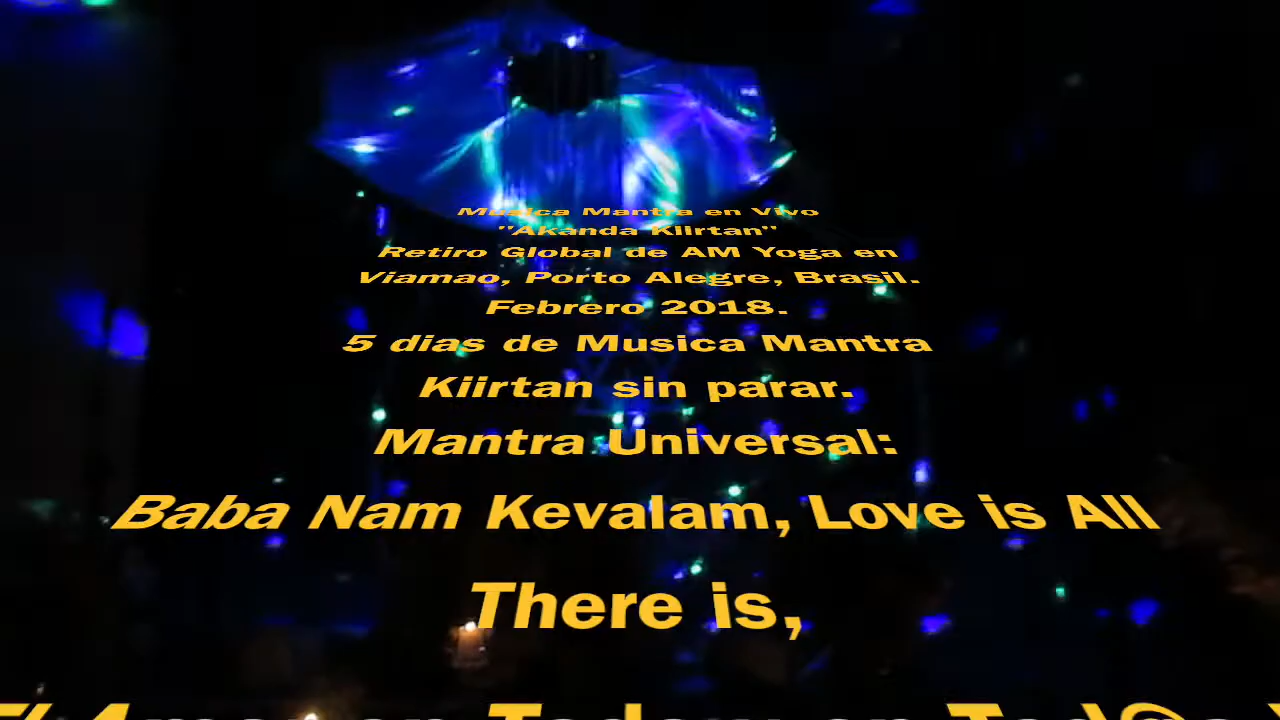 Musica Mantra en Vivo
"Akanda Kiirtan"
Retiro Global de AM Yoga en
Viamao, Porto Alegre, Brasil.
Febrero 2018.
5 dias de Musica Mantra
Kiirtan sin parar.
Mantra Universal:
Baba Nam Kevalam, Love is All
There is,